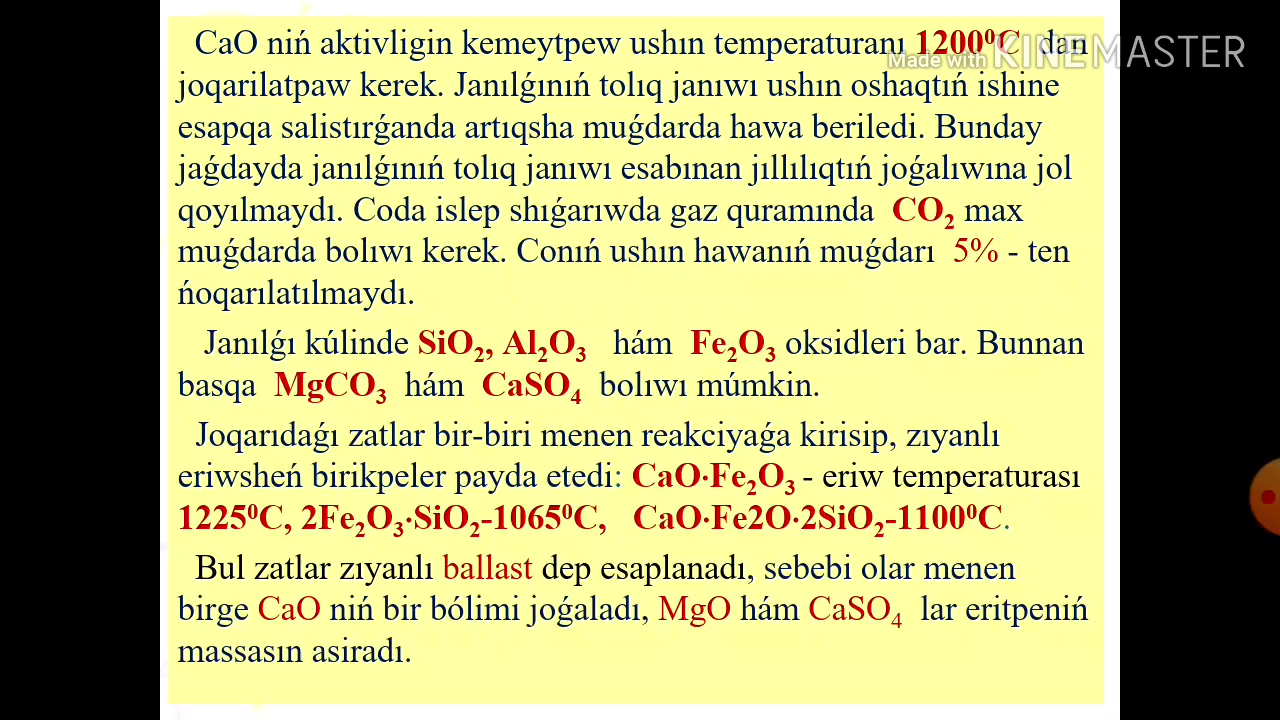 CaO niń aktivligin kemeytpew ushın temperaturanı 1200⁰C dan
Made with KINEMASTER
joqarilatpaw kerek. Janılǵınıń tolıq janıwı ushın oshaqtıń ishine
esapqa salistırǵanda artıqsha muǵdarda hawa beriledi. Bunday
jaǵdayda janılǵınıń tolıq janıwı esabınan jıllılıqtıń joǵalıwına jol
qoyılmaydı. Coda islep shıǵarıwda gaz quramında CO₂ max
muǵdarda bolıwı kerek. Conıń ushın hawanıń muǵdarı 5% - ten
ńoqarılatılmaydı.
Janılǵı kúlinde SiO₂, Al₂O₃ hám Fe₂O₃ oksidleri bar. Bunnan
basqa MgCO₃ hám CaSO₄ bolıwı múmkin.
Joqarıdaǵı zatlar bir-biri menen reakciyaǵa kirisip, zıyanlı
eriwsheń birikpeler payda etedi: CaO·Fe₂O₃ - eriw temperaturası
1225⁰C, 2Fe₂O₃·SiO₂-1065⁰C, CaO·Fe2O·2SiO₂-1100⁰C.
Bul zatlar zıyanlı ballast dep esaplanadı, sebebi olar menen
birge CaO niń bir bólimi joǵaladı, MgO hám CaSO₄ lar eritpeniń
massasın asiradı.